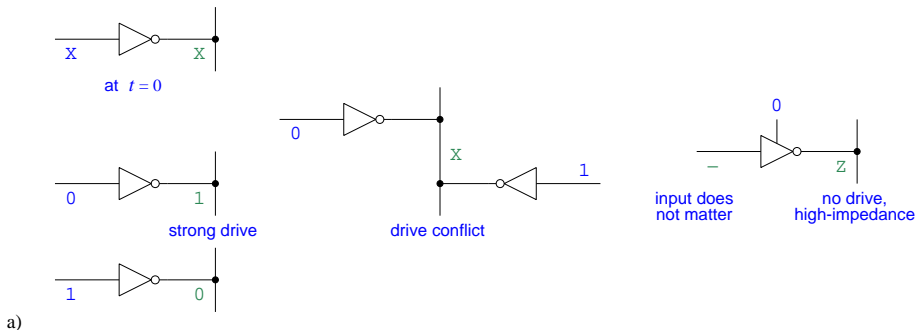 X X
at t = 0
0 1
strong drive
1 0
0
X
1
drive conflict
0
– Z
input does
not matter
no drive,
high-impedance
a)